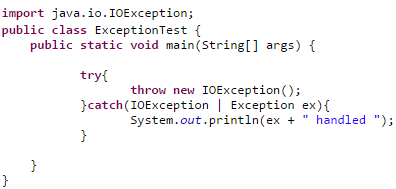 import java.io.IOException;
public class ExceptionTest {
    public static void main(String[] args) {

            try{
                    throw new IOException();
            }catch(IOException | Exception ex){
                    System.out.println(ex + " handled ");
            }

    }
}